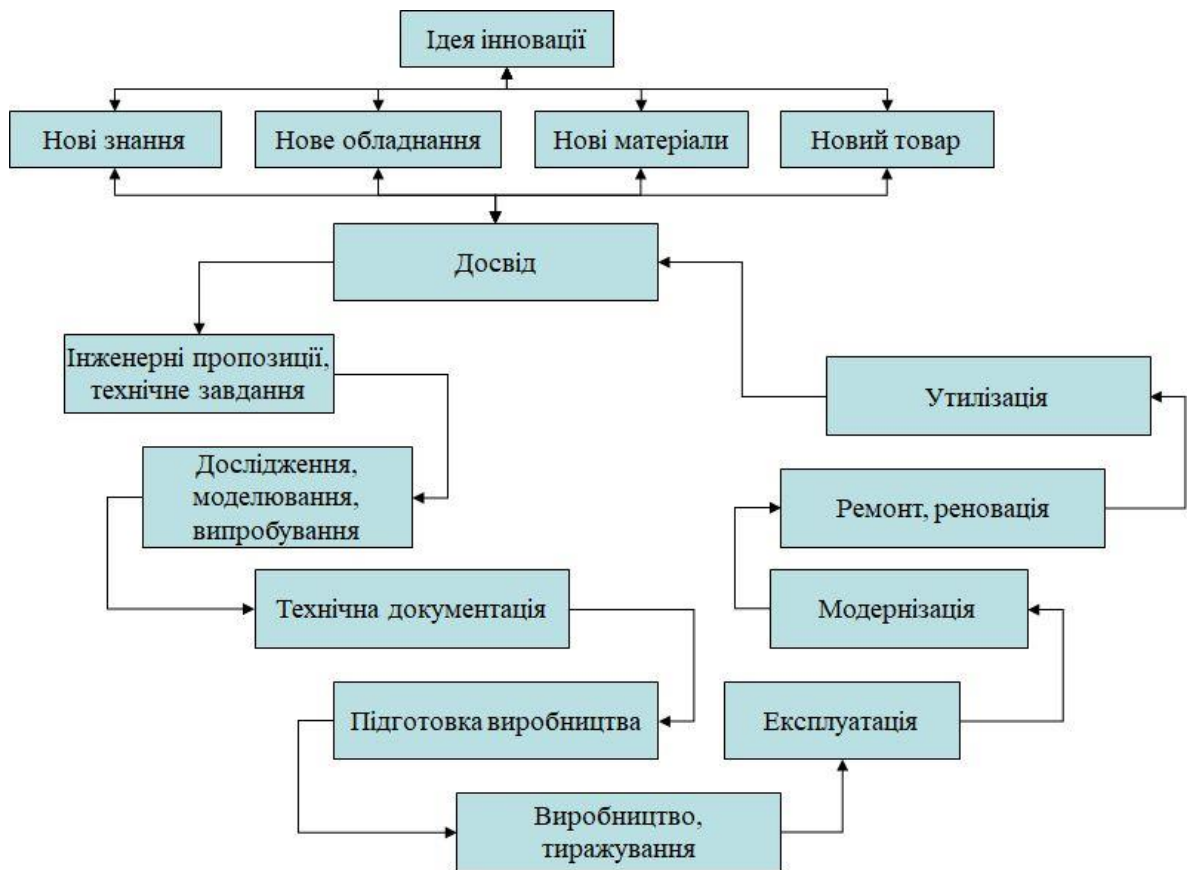 Ідея інновації
Нові знання
Нове обладнання
Нові матеріали
Новий товар
Досвід
Інженерні пропозиції,
технічне завдання
Утилізація
Дослідження,
моделювання,
випробування
Ремонт, реновація
Технічна документація
Модернізація
Підготовка виробництва
Експлуатація
Виробництво,
тиражування